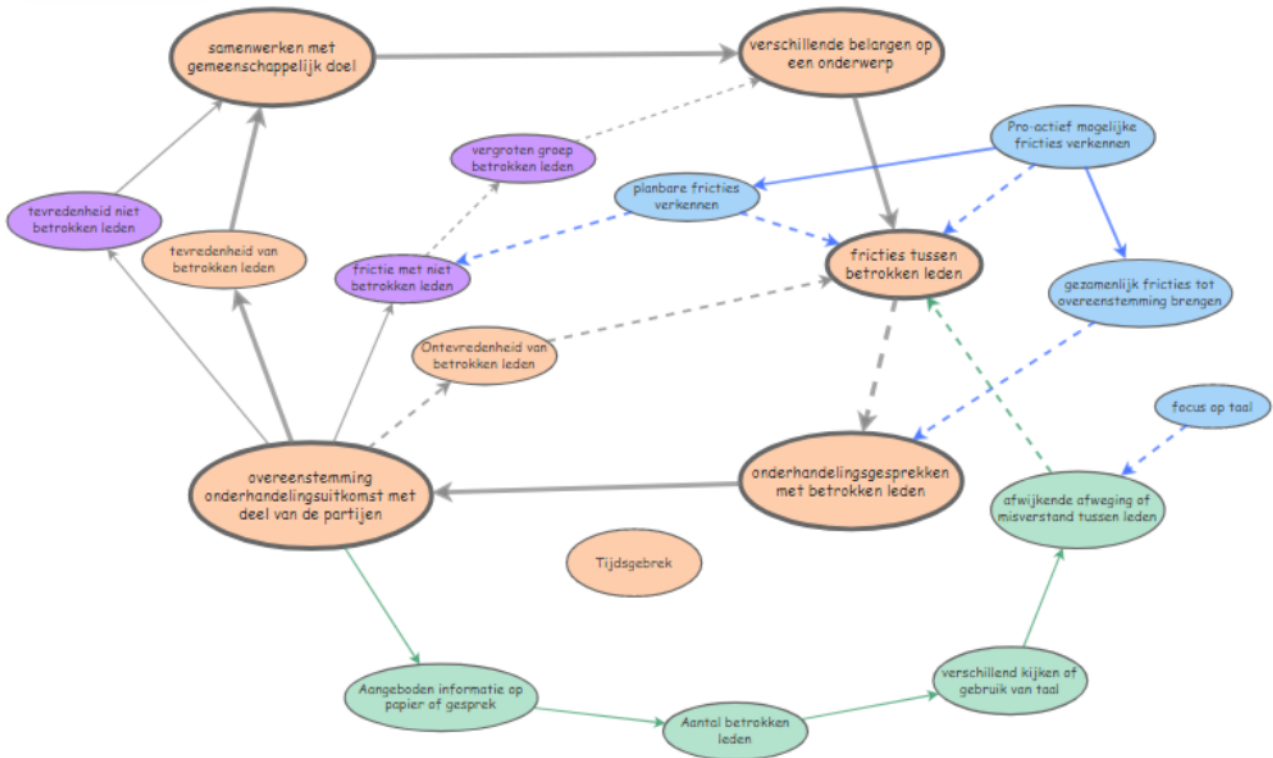 samenwerken met
gemeenschappelijk doel
verschillende belangen op
een onderwerp
Pro-actief mogelijke
fricties verkennen
vergroten groep
betrokken leden
planbare fricties
verkennen
tevredenheid niet
betrokken leden
tevredenheid van
betrokken leden
frictie met niet
betrokken leden
fricties tussen
betrokken leden
gezamenlijk fricties tot
overeenstemming brengen
Ontevredenheid van
betrokken leden
focus op taal
overeenstemming
onderhandelingsuitkomst met
deel van de partijen
onderhandelingsgesprekken
met betrokken leden
afwijkende afweging of
misverstand tussen leden
Tijdsgebrek
Aangeboden informatie op
papier of gesprek
Aantal betrokken
leden
verschillend kijken of
gebruik van taal